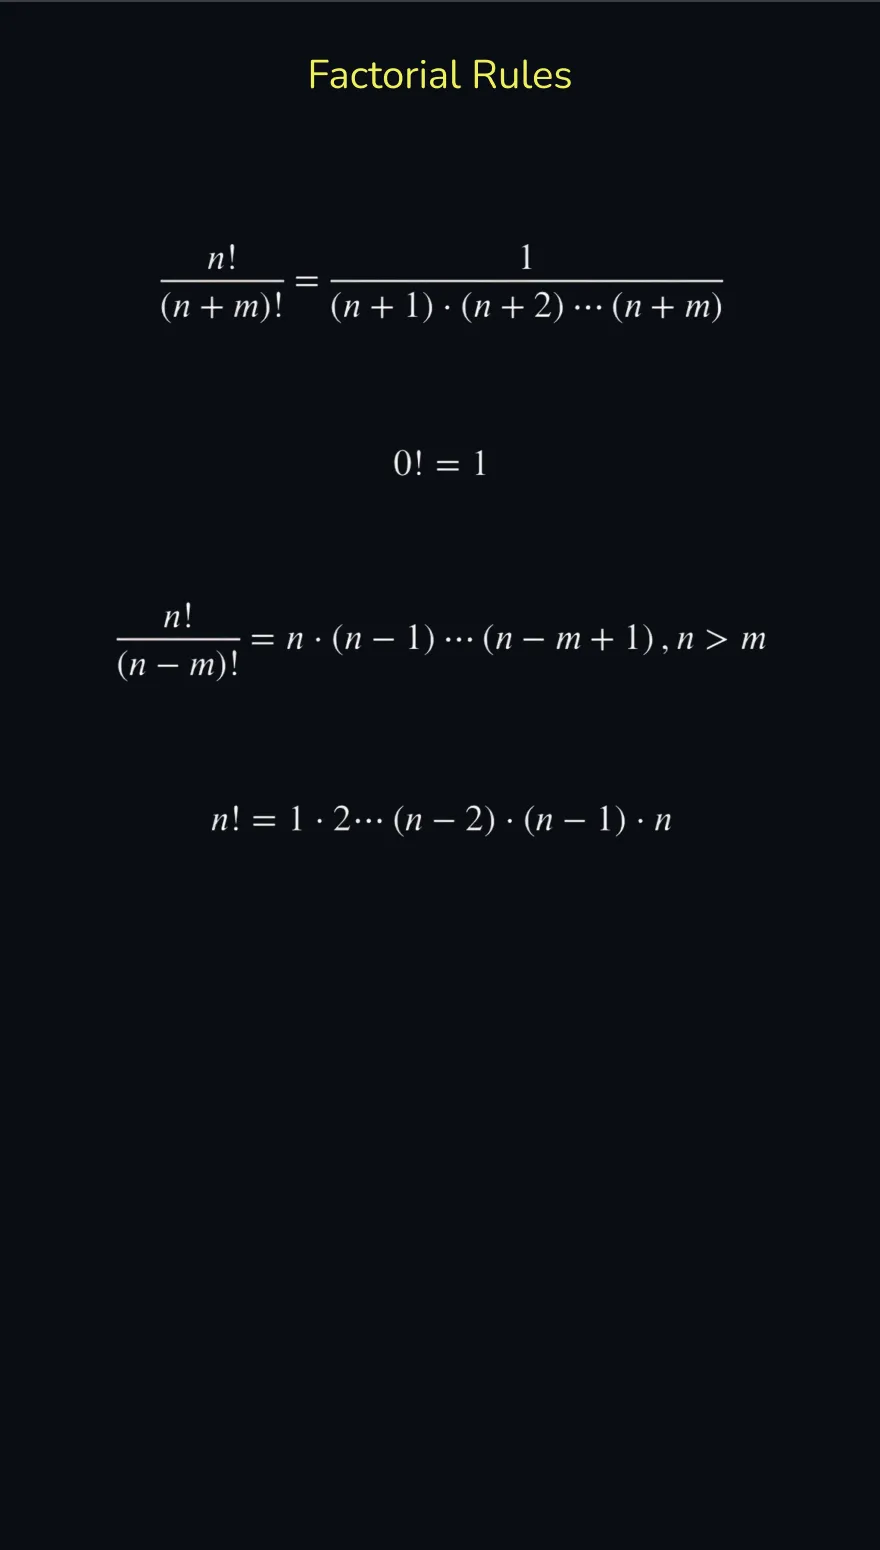 Factorial Rules
n!/(n + m)! = 1/((n + 1) · (n + 2) ⋯ (n + m))
0! = 1
n!/(n − m)! = n · (n − 1) ⋯ (n − m + 1) , n > m
n! = 1 · 2⋯ (n − 2) · (n − 1) · n